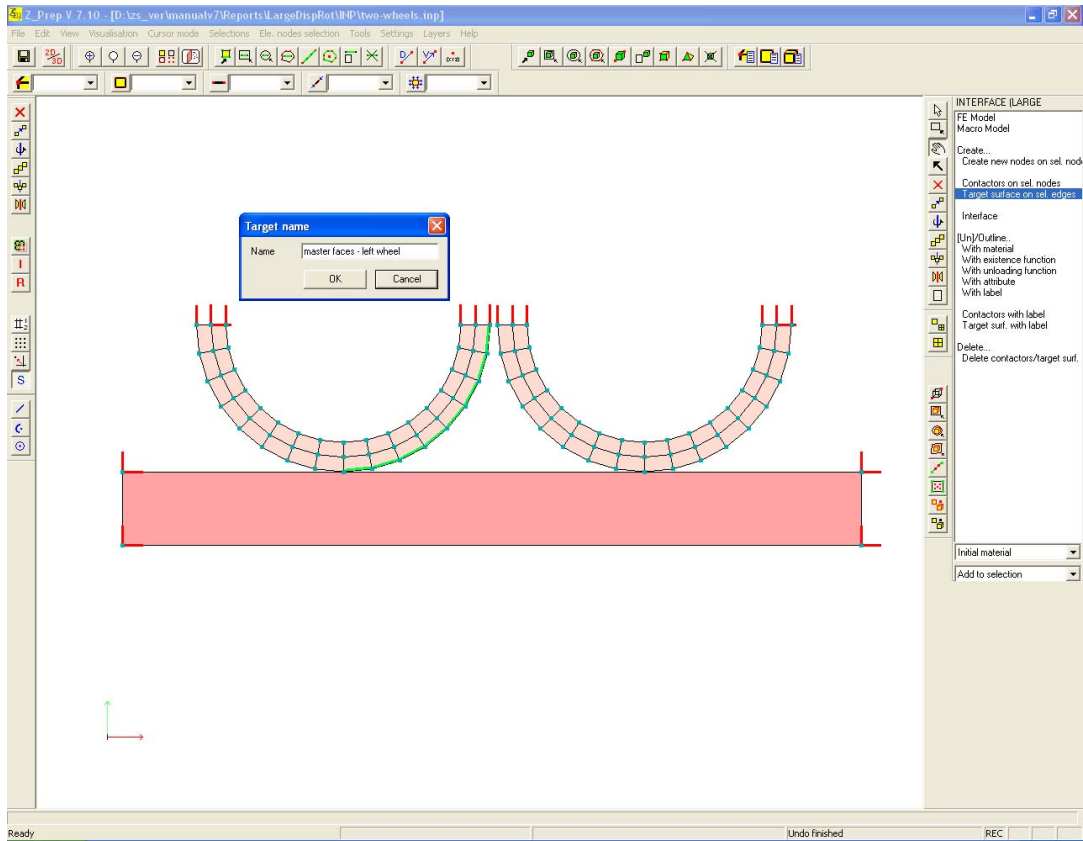 Z_Prep V 7.10 - [D:\zs_ver\manualv7\Reports\LargeDispRot\INP\two-wheels.inp]
File Edit View Visualisation Cursor mode Selections Ele. nodes selection Tools Settings Layers Help
2D
3D
(x=a)
INTERFACE (LARGE
FE Model
Macro Model
Create...
Create new nodes on sel. nod
Contactors on sel. nodes
Target surface on sel. edges
Interface
[Un]/Outline..
With material
With existence function
With unloading function
With attribute
With label
Contactors with label
Target surf. with label
Delete...
Delete contactors/target surf.
Target name
Name master faces - left wheel
OK Cancel
I
R
S
Initial material
Add to selection
Ready Undo finished REC